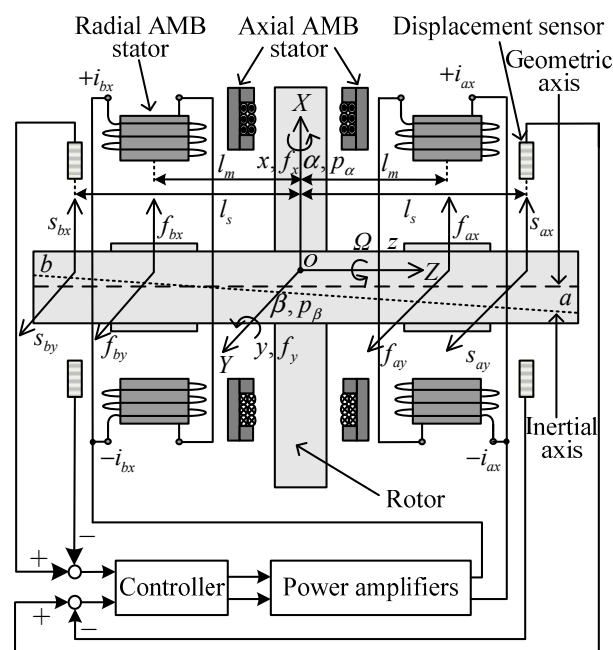 Radial AMB
stator
Axial AMB
stator
Displacement sensor
Geometric
axis
+i_bx
+i_ax
X
x, f_x
α, p_α
l_m
l_m
l_s
l_s
s_bx
f_bx
f_ax
s_ax
b
o
Ω
z
Z
a
β, p_β
s_by
f_by
Y
y, f_y
f_ay
s_ay
Inertial
axis
−i_bx
−i_ax
Rotor
−
+
Controller
Power amplifiers
+
−